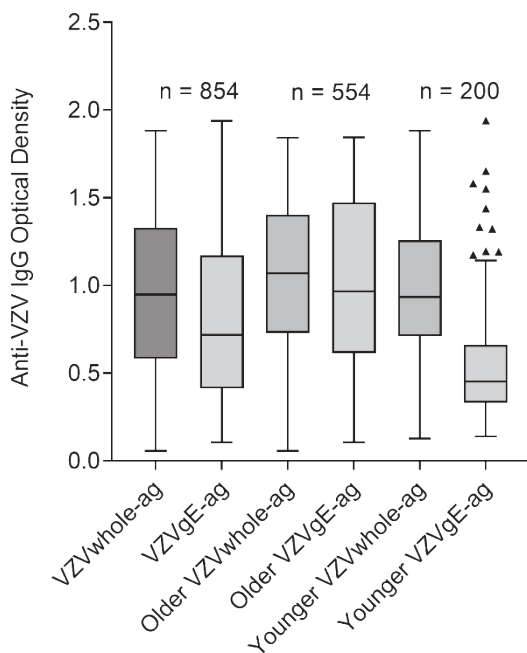 Anti-VZV IgG Optical Density
2.5
2.0
1.5
1.0
0.5
0.0
n = 854
n = 554
n = 200
VZVwhole-ag
VZVgE-ag
Older VZVwhole-ag
Older VZVgE-ag
Younger VZVwhole-ag
Younger VZVgE-ag